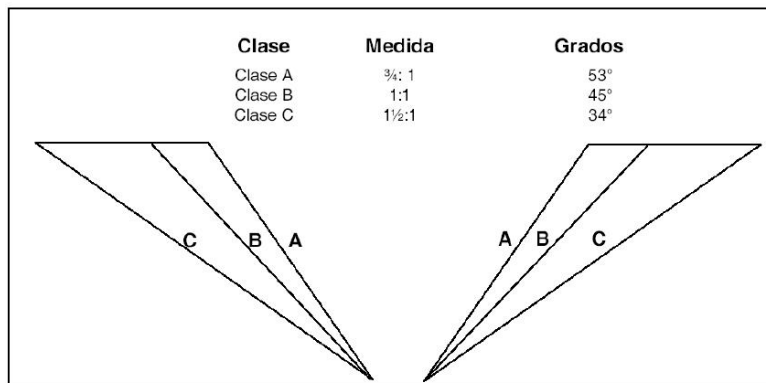 Clase Medida Grados
Clase A ¾: 1 53°
Clase B 1:1 45°
Clase C 1½:1 34°
C B A A B C